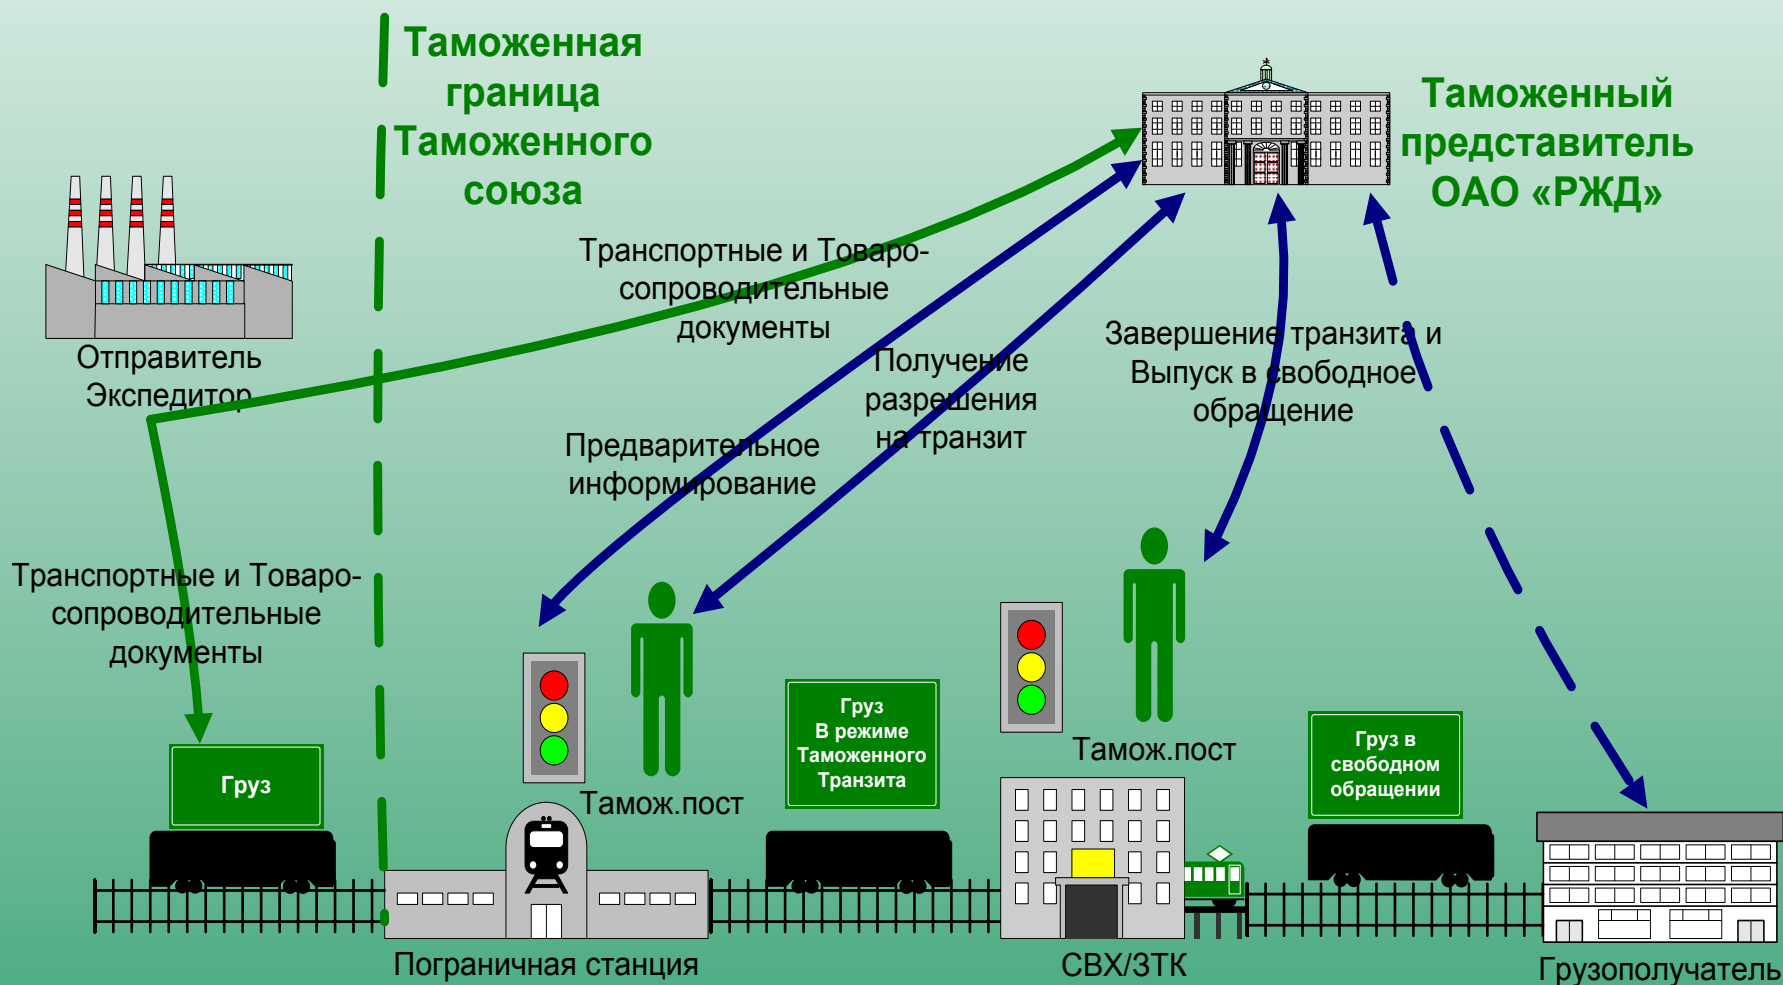 Таможенная
граница
Таможенного
союза
Таможенный
представитель
ОАО «РЖД»
Отправитель
Экспедитор
Транспортные и Товаро-
сопроводительные
документы
Получение
разрешения
на транзит
Завершение транзита и
Выпуск в свободное
обращение
Предварительное
информирование
Транспортные и Товаро-
сопроводительные
документы
Груз
Тамож.пост
Груз
В режиме
Таможенного
Транзита
Тамож.пост
Груз в
свободном
обращении
Пограничная станция
СВХ/ЗТК
Грузополучатель